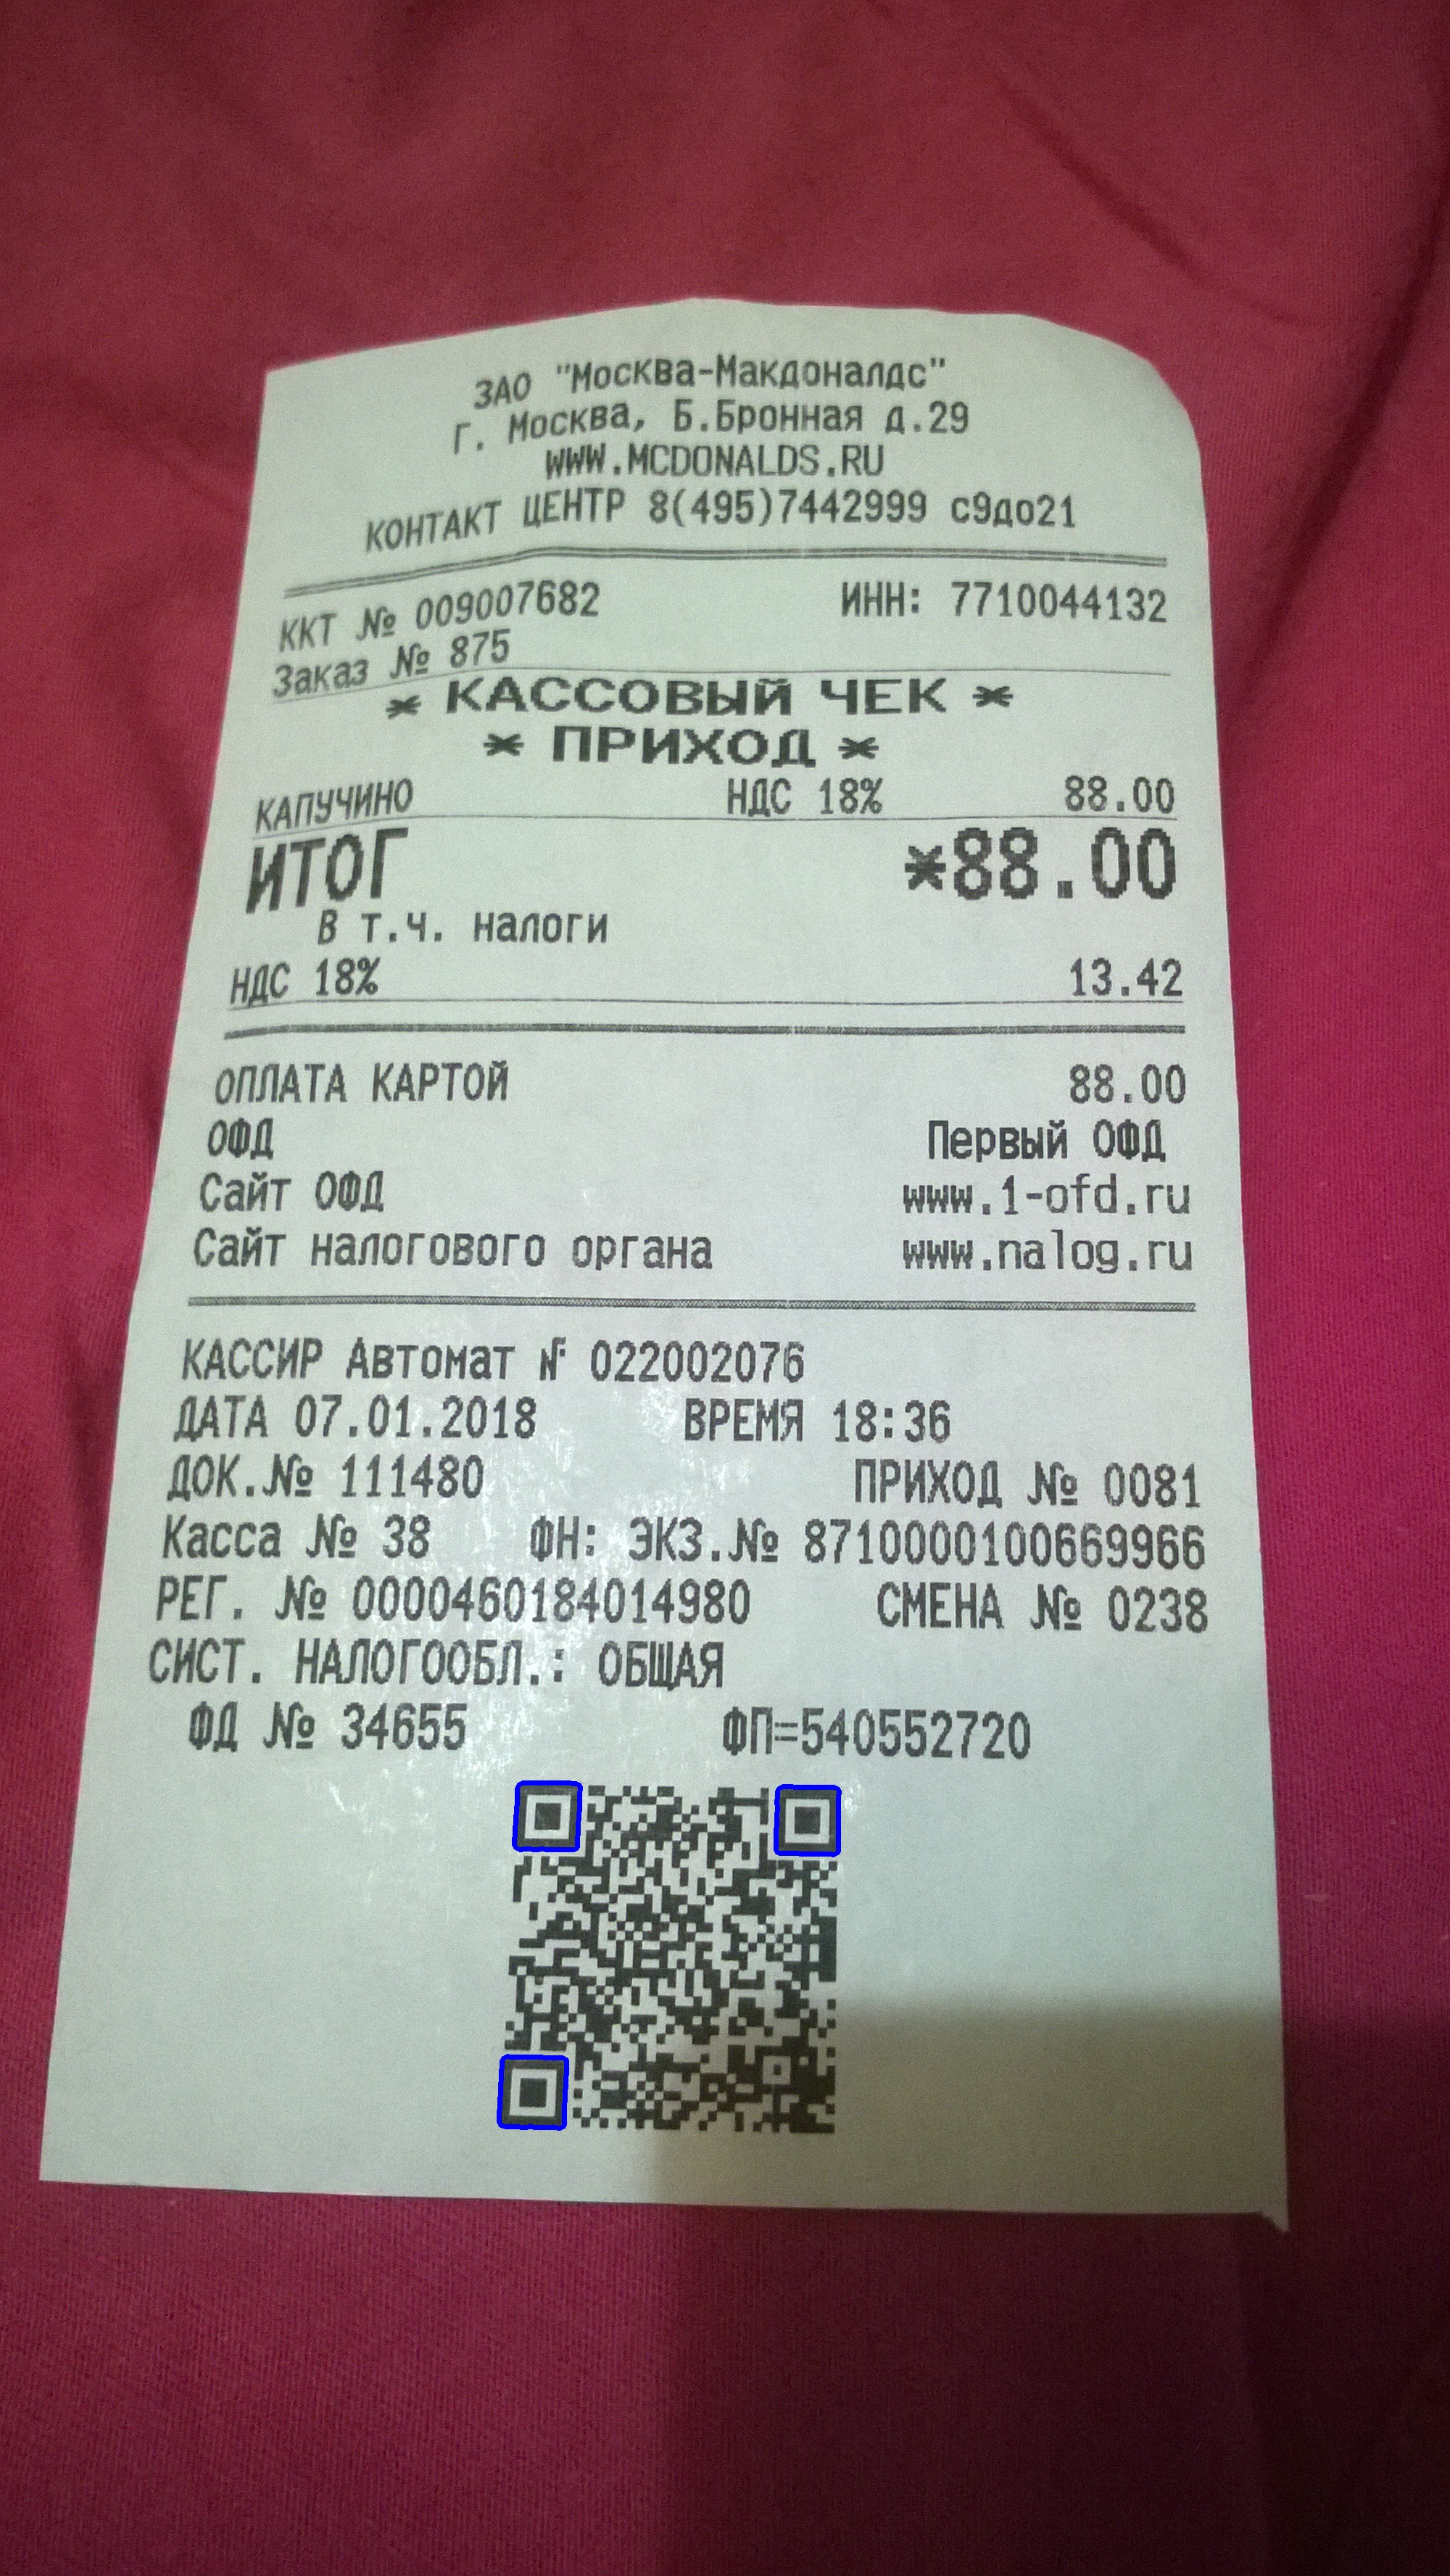 ЗАО "Москва-Макдоналдс"
Г. Москва, Б.Бронная д.29
WWW.MCDONALDS.RU
КОНТАКТ ЦЕНТР 8(495)7442999 с9до21
ККТ № 009007682 ИНН: 7710044132
Заказ № 875
* КАССОВЫЙ ЧЕК *
* ПРИХОД *
КАПУЧИНО НДС 18% 88.00
ИТОГ *88.00
В т.ч. налоги
НДС 18% 13.42
ОПЛАТА КАРТОЙ 88.00
ОФД Первый ОФД
Сайт ОФД www.1-ofd.ru
Сайт налогового органа www.nalog.ru
КАССИР Автомат № 022002076
ДАТА 07.01.2018 ВРЕМЯ 18:36
ДОК.№ 111480 ПРИХОД № 0081
Касса № 38 ФН: ЭКЗ.№ 8710000100669966
РЕГ. № 0000460184014980 СМЕНА № 0238
СИСТ. НАЛОГООБЛ.: ОБЩАЯ
ФД № 34655 ФП=540552720